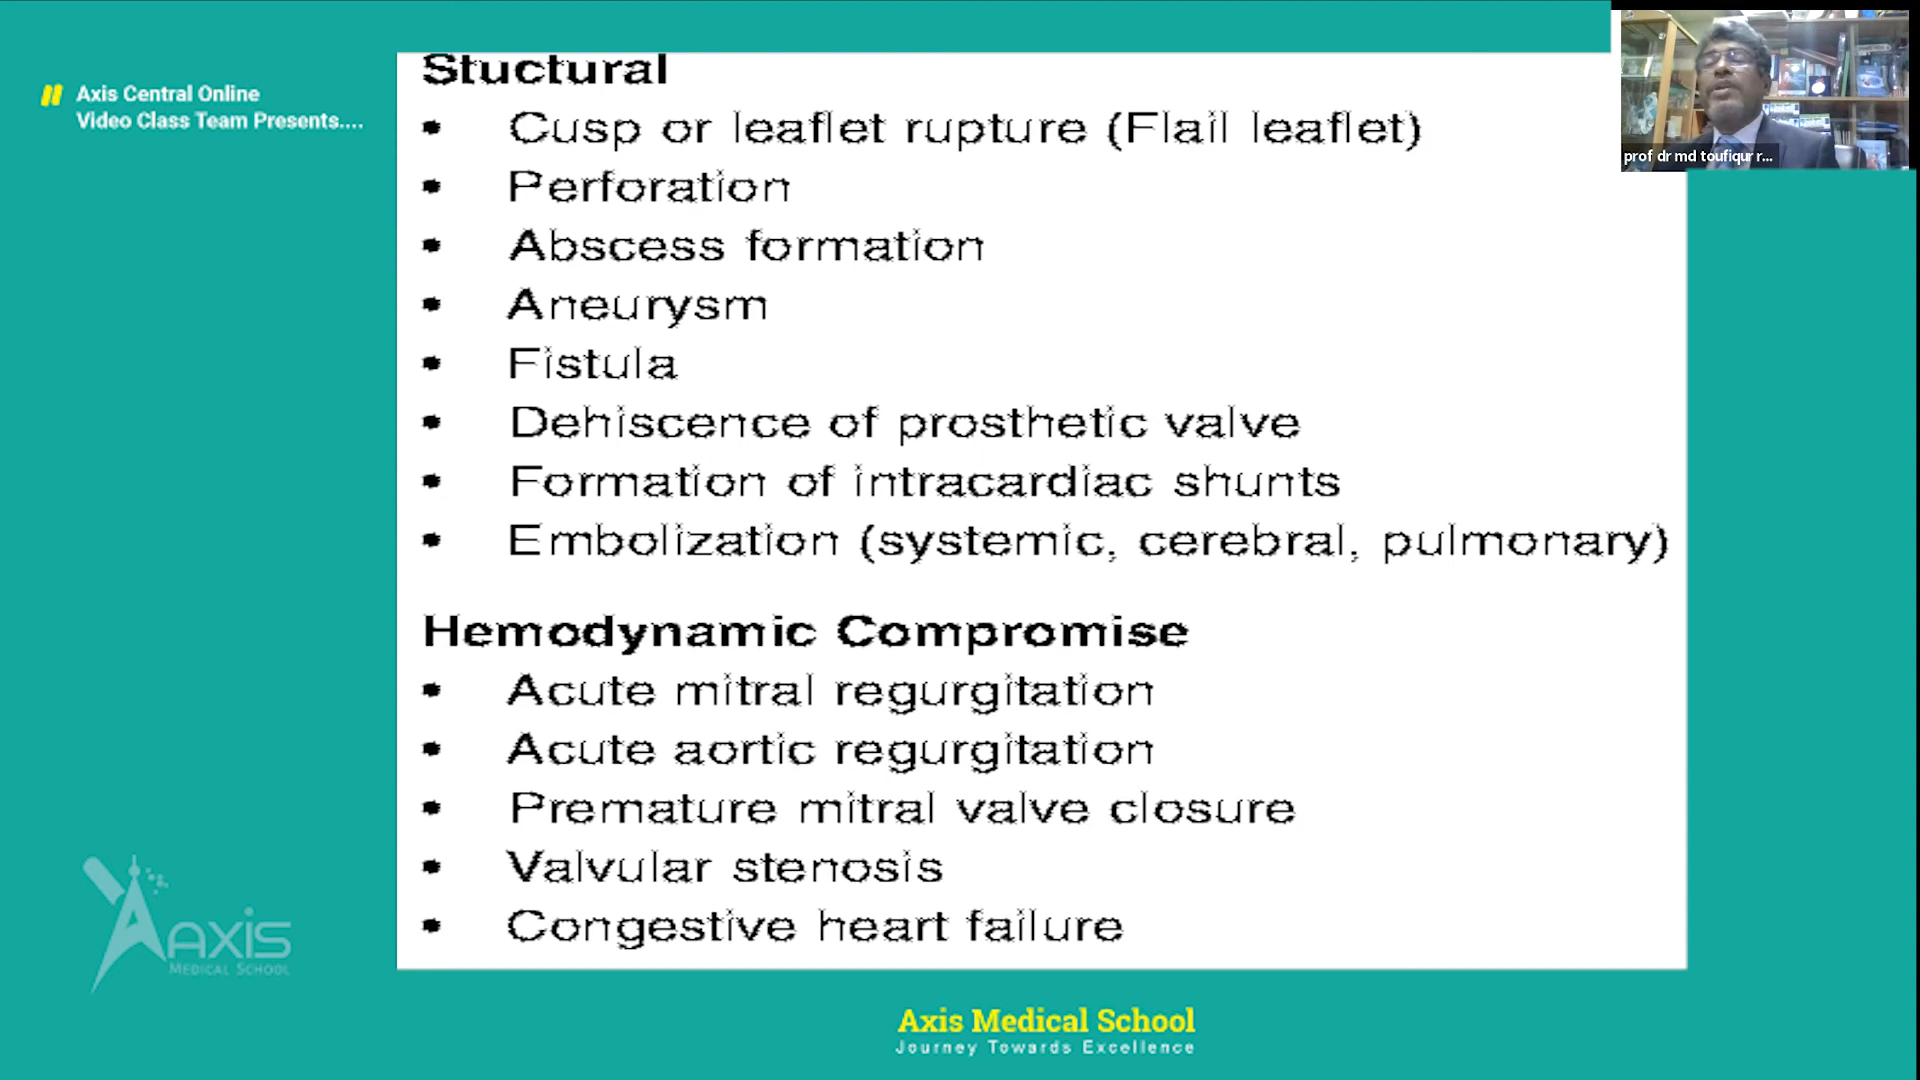 Axis Central Online
Video Class Team Presents....
Stuctural
• Cusp or leaflet rupture (Flail leaflet)
• Perforation
• Abscess formation
• Aneurysm
• Fistula
• Dehiscence of prosthetic valve
• Formation of intracardiac shunts
• Embolization (systemic, cerebral, pulmonary)
Hemodynamic Compromise
• Acute mitral regurgitation
• Acute aortic regurgitation
• Premature mitral valve closure
• Valvular stenosis
• Congestive heart failure
prof dr md toufiqur r...
AXIS
MEDICAL SCHOOL
Axis Medical School
Journey Towards Excellence